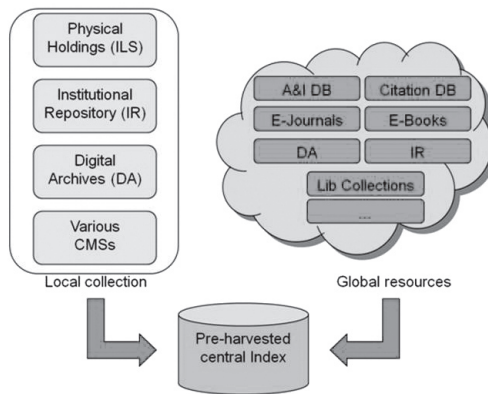 Physical
Holdings (ILS)
Institutional
Repository (IR)
Digital
Archives (DA)
Various
CMSs
Local collection
A&I DB
Citation DB
E-Journals
E-Books
DA
IR
Lib Collections
...
Global resources
Pre-harvested
central Index